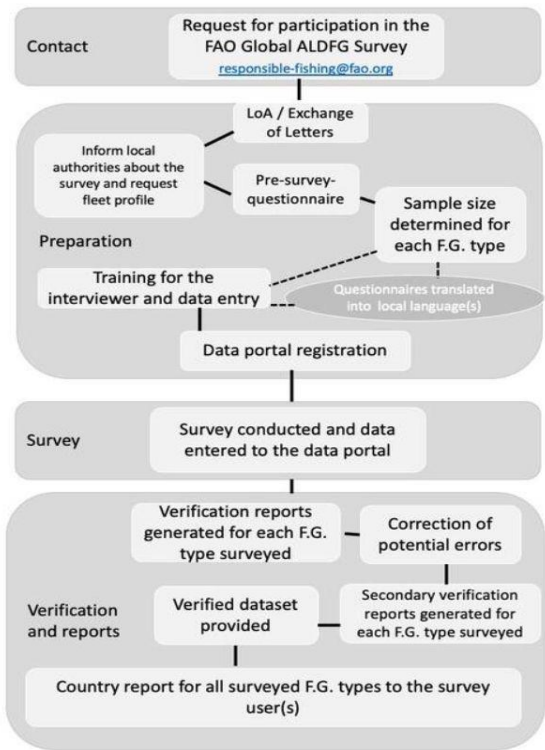 Contact
Request for participation in the
FAO Global ALDFG Survey
responsible-fishing@fao.org
LoA / Exchange
of Letters
Inform local
authorities about the
survey and request
fleet profile
Pre-survey-
questionnaire
Sample size
determined for
each F.G. type
Preparation
Training for the
interviewer and data entry
Questionnaires translated
into local language(s)
Data portal registration
Survey
Survey conducted and data
entered to the data portal
Verification reports
generated for each F.G.
type surveyed
Correction of
potential errors
Secondary verification
reports generated for
each F.G. type surveyed
Verified dataset
provided
Verification
and reports
Country report for all surveyed F.G. types to the survey
user(s)